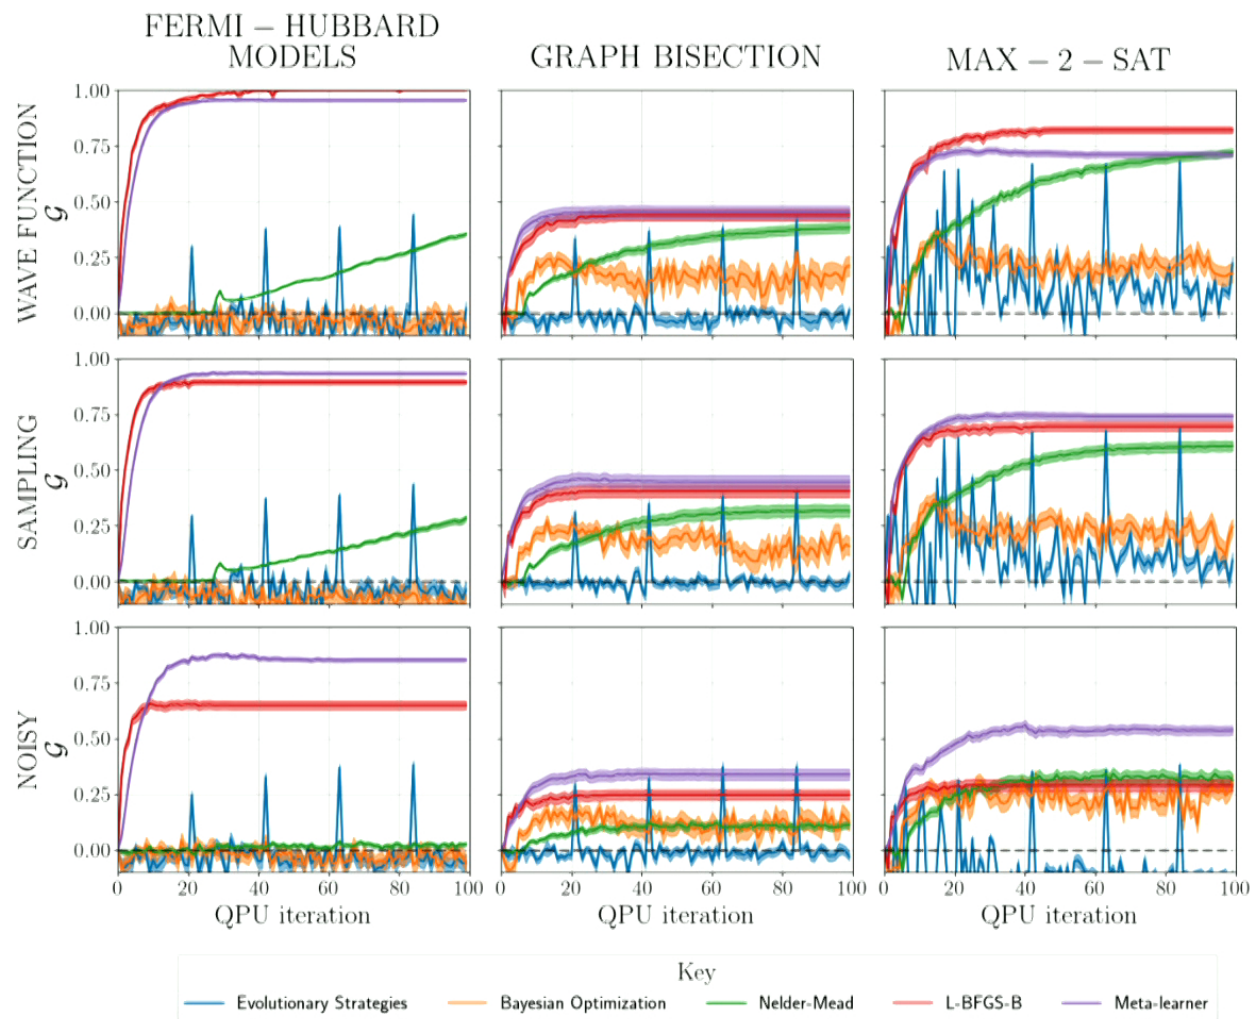 FERMI – HUBBARD
MODELS
GRAPH BISECTION
MAX – 2 – SAT
WAVE FUNCTION
𝒢
1.00
0.75
0.50
0.25
0.00
SAMPLING
𝒢
1.00
0.75
0.50
0.25
0.00
NOISY
𝒢
1.00
0.75
0.50
0.25
0.00
0 20 40 60 80 100
0 20 40 60 80 100
0 20 40 60 80 100
QPU iteration
QPU iteration
QPU iteration
Key
Evolutionary Strategies
Bayesian Optimization
Nelder-Mead
L-BFGS-B
Meta-learner